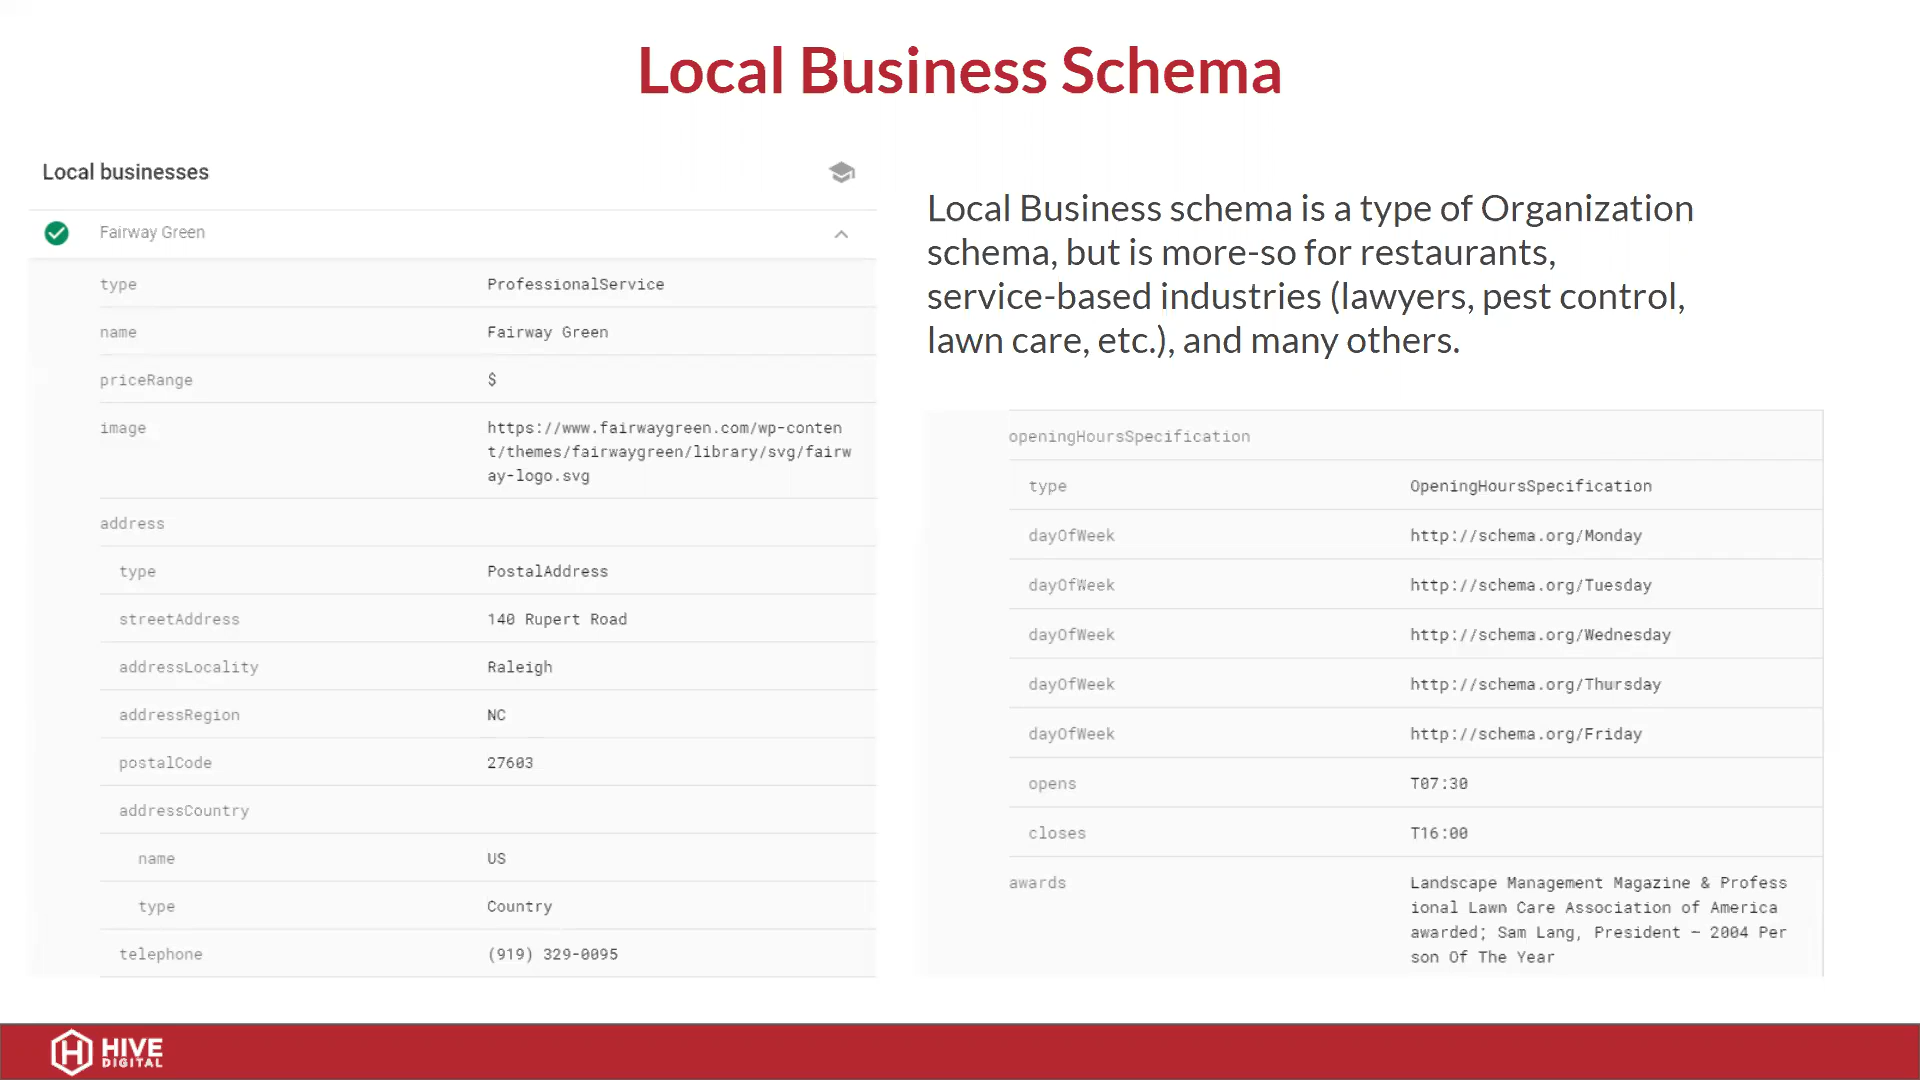 Local Business Schema
Local businesses
Fairway Green
type ProfessionalService
name Fairway Green
priceRange $
image https://www.fairwaygreen.com/wp-conten
t/themes/fairwaygreen/library/svg/fairw
ay-logo.svg
address
type PostalAddress
streetAddress 140 Rupert Road
addressLocality Raleigh
addressRegion NC
postalCode 27603
addressCountry
name US
type Country
telephone (919) 329-0095
Local Business schema is a type of Organization
schema, but is more-so for restaurants,
service-based industries (lawyers, pest control,
lawn care, etc.), and many others.
openingHoursSpecification
type OpeningHoursSpecification
dayOfWeek http://schema.org/Monday
dayOfWeek http://schema.org/Tuesday
dayOfWeek http://schema.org/Wednesday
dayOfWeek http://schema.org/Thursday
dayOfWeek http://schema.org/Friday
opens T07:30
closes T16:00
awards Landscape Management Magazine & Profess
ional Lawn Care Association of America
awarded; Sam Lang, President – 2004 Per
son Of The Year
HIVE
DIGITAL